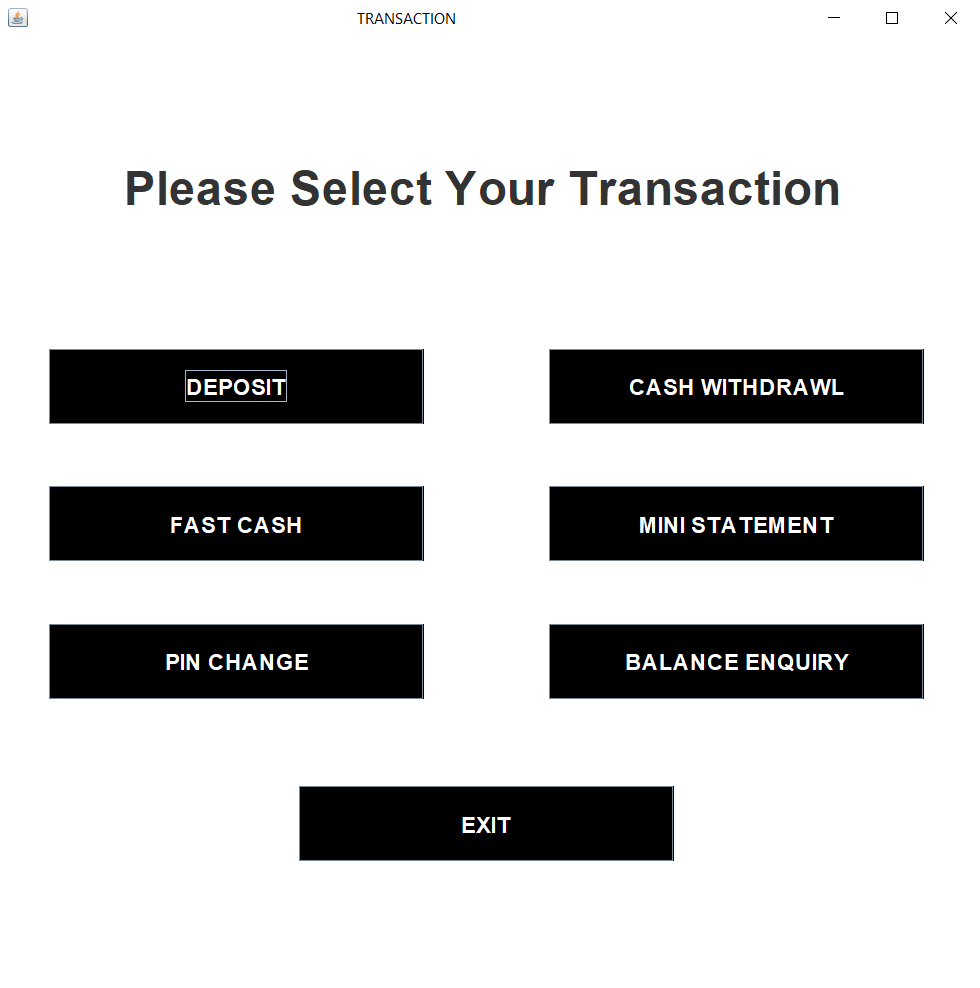 TRANSACTION
Please Select Your Transaction
DEPOSIT
CASH WITHDRAWL
FAST CASH
MINI STATEMENT
PIN CHANGE
BALANCE ENQUIRY
EXIT